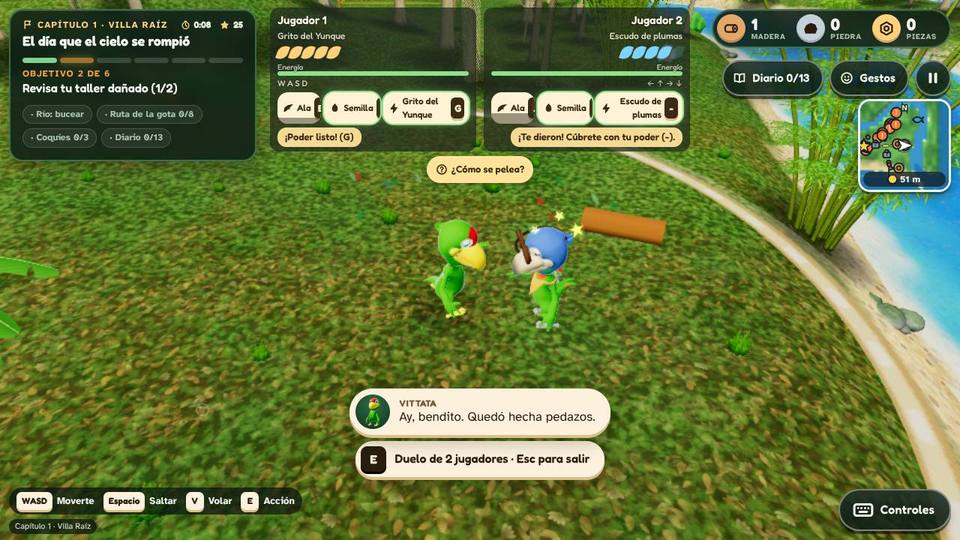 CAPÍTULO 1 · VILLA RAÍZ
0:08
25
El día que el cielo se rompió
OBJETIVO 2 DE 6
Revisa tu taller dañado (1/2)
· Río: bucear
· Ruta de la gota 0/8
· Coquíes 0/3
· Diario 0/13
Jugador 1
Grito del Yunque
Energía
WASD
Ala
Semilla
Grito del Yunque
G
¡Poder listo! (G)
Jugador 2
Escudo de plumas
Energía
← ↑ → ↓
Ala
Semilla
Escudo de plumas
-
¡Te dieron! Cúbrete con tu poder (-).
¿Cómo se pelea?
1 MADERA
0 PIEDRA
0 PIEZAS
Diario 0/13
Gestos
N
51 m
VITTATA
Ay, bendito. Quedó hecha pedazos.
E Duelo de 2 jugadores · Esc para salir
WASD Moverte Espacio Saltar V Volar E Acción
Capítulo 1 · Villa Raíz
Controles